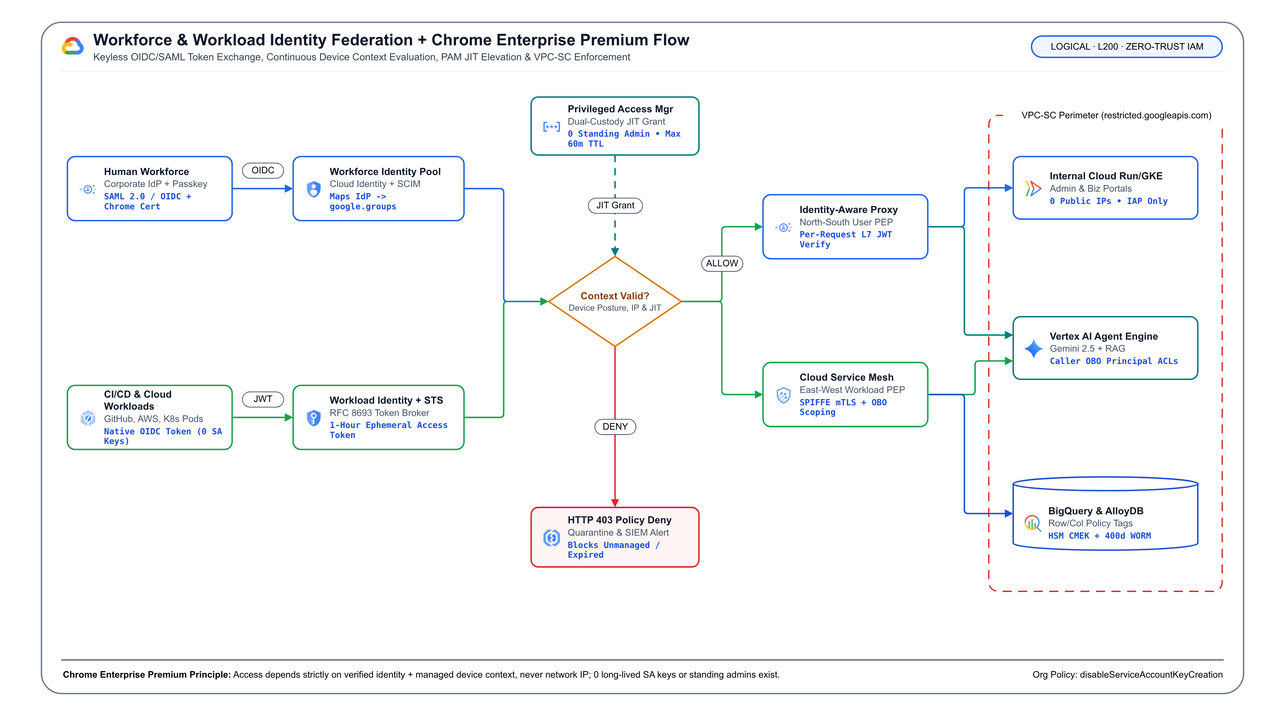 Workforce & Workload Identity Federation + Chrome Enterprise Premium Flow
Keyless OIDC/SAML Token Exchange, Continuous Device Context Evaluation, PAM JIT Elevation & VPC-SC Enforcement
LOGICAL · L200 · ZERO-TRUST IAM
Privileged Access Mgr
Dual-Custody JIT Grant
0 Standing Admin • Max
60m TTL
VPC-SC Perimeter (restricted.googleapis.com)
Human Workforce
Corporate IdP + Passkey
SAML 2.0 / OIDC +
Chrome Cert
OIDC
Workforce Identity Pool
Cloud Identity + SCIM
Maps IdP ->
google.groups
JIT Grant
Identity-Aware Proxy
North-South User PEP
Per-Request L7 JWT
Verify
Internal Cloud Run/GKE
Admin & Biz Portals
0 Public IPs • IAP Only
ALLOW
Context Valid?
Device Posture, IP & JIT
Vertex AI Agent Engine
Gemini 2.5 + RAG
Caller OBO Principal ACLs
CI/CD & Cloud
Workloads
GitHub, AWS, K8s Pods
Native OIDC Token (0 SA
Keys)
JWT
Workload Identity + STS
RFC 8693 Token Broker
1-Hour Ephemeral Access
Token
Cloud Service Mesh
East-West Workload PEP
SPIFFE mTLS + OBO
Scoping
DENY
HTTP 403 Policy Deny
Quarantine & SIEM Alert
Blocks Unmanaged /
Expired
BigQuery & AlloyDB
Row/Col Policy Tags
HSM CMEK + 400d WORM
Chrome Enterprise Premium Principle: Access depends strictly on verified identity + managed device context, never network IP; 0 long-lived SA keys or standing admins exist.
Org Policy: disableServiceAccountKeyCreation